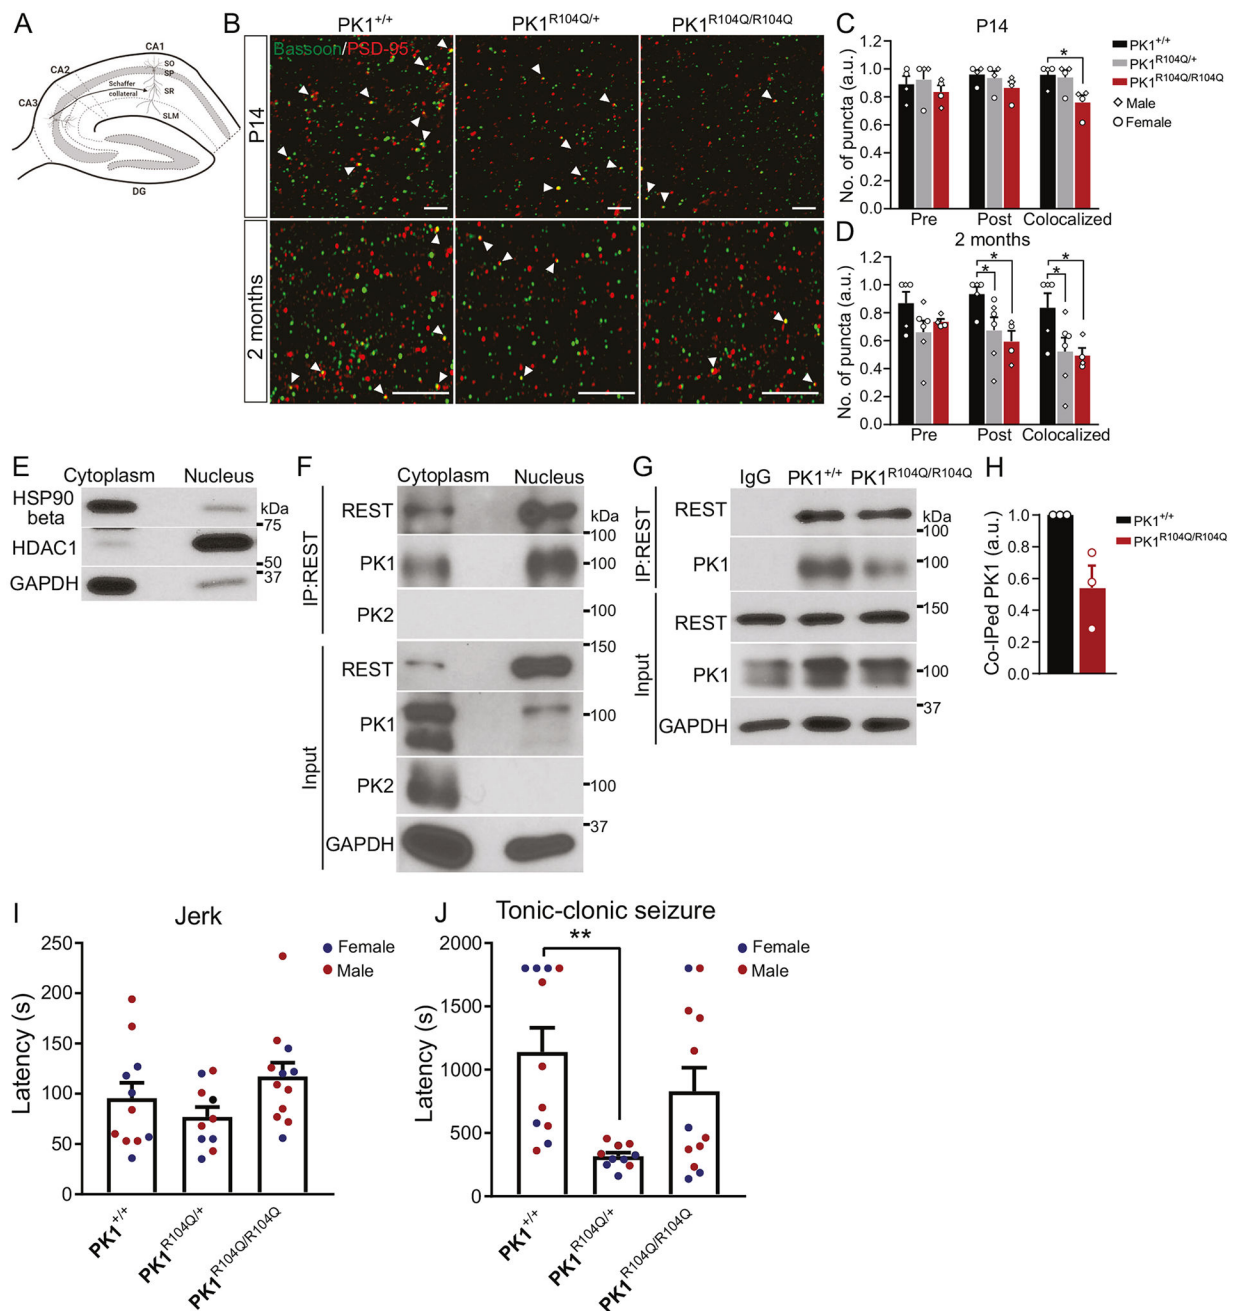 A
CA1
SO
SP
CA2
Schaffer
collateral
SR
CA3
SLM
DG
B
PK1+/+
PK1R104Q/+
PK1R104Q/R104Q
Bassoon/PSD-95
P14
2 months
C
P14
No. of puncta (a.u.)
1.2
1.0
0.8
0.6
0.4
0.2
0.0
*
Pre
Post
Colocalized
PK1+/+
PK1R104Q/+
PK1R104Q/R104Q
Male
Female
D
2 months
No. of puncta (a.u.)
1.2
1.0
0.8
0.6
0.4
0.2
0.0
*
*
*
*
Pre
Post
Colocalized
E
Cytoplasm
Nucleus
HSP90
beta
kDa
75
HDAC1
50
37
GAPDH
F
Cytoplasm
Nucleus
IP:REST
REST
kDa
100
PK1
100
PK2
100
Input
150
REST
PK1
100
PK2
100
37
GAPDH
G
IgG
PK1+/+
PK1R104Q/R104Q
IP:REST
REST
kDa
100
PK1
100
Input
150
REST
PK1
100
37
GAPDH
H
Co-IPed PK1 (a.u.)
1.0
0.8
0.6
0.4
0.2
0.0
PK1+/+
PK1R104Q/R104Q
I
Jerk
Latency (s)
250
200
150
100
50
0
Female
Male
PK1+/+
PK1R104Q/+
PK1R104Q/R104Q
J
Tonic-clonic seizure
Latency (s)
2000
1500
1000
500
0
**
Female
Male
PK1+/+
PK1R104Q/+
PK1R104Q/R104Q